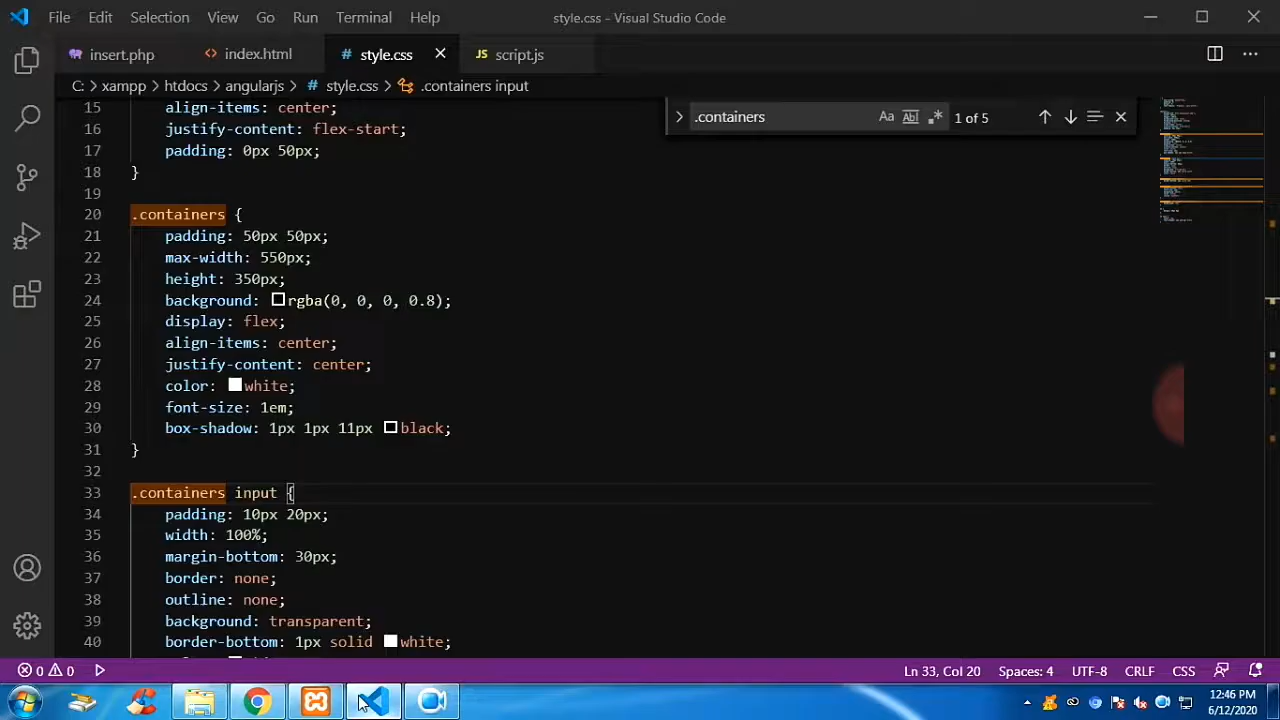 File Edit Selection View Go Run Terminal Help style.css - Visual Studio Code
insert.php <> index.html # style.css JS script.js
C: > xampp > htdocs > angularjs > # style.css > .containers input
.containers Aa Abl .* 1 of 5
15 align-items: center;
16 justify-content: flex-start;
17 padding: 0px 50px;
18 }
19
20 .containers {
21 padding: 50px 50px;
22 max-width: 550px;
23 height: 350px;
24 background: rgba(0, 0, 0, 0.8);
25 display: flex;
26 align-items: center;
27 justify-content: center;
28 color: white;
29 font-size: 1em;
30 box-shadow: 1px 1px 11px black;
31 }
32
33 .containers input {
34 padding: 10px 20px;
35 width: 100%;
36 margin-bottom: 30px;
37 border: none;
38 outline: none;
39 background: transparent;
40 border-bottom: 1px solid white;
0 0 Ln 33, Col 20 Spaces: 4 UTF-8 CRLF CSS
12:46 PM
6/12/2020